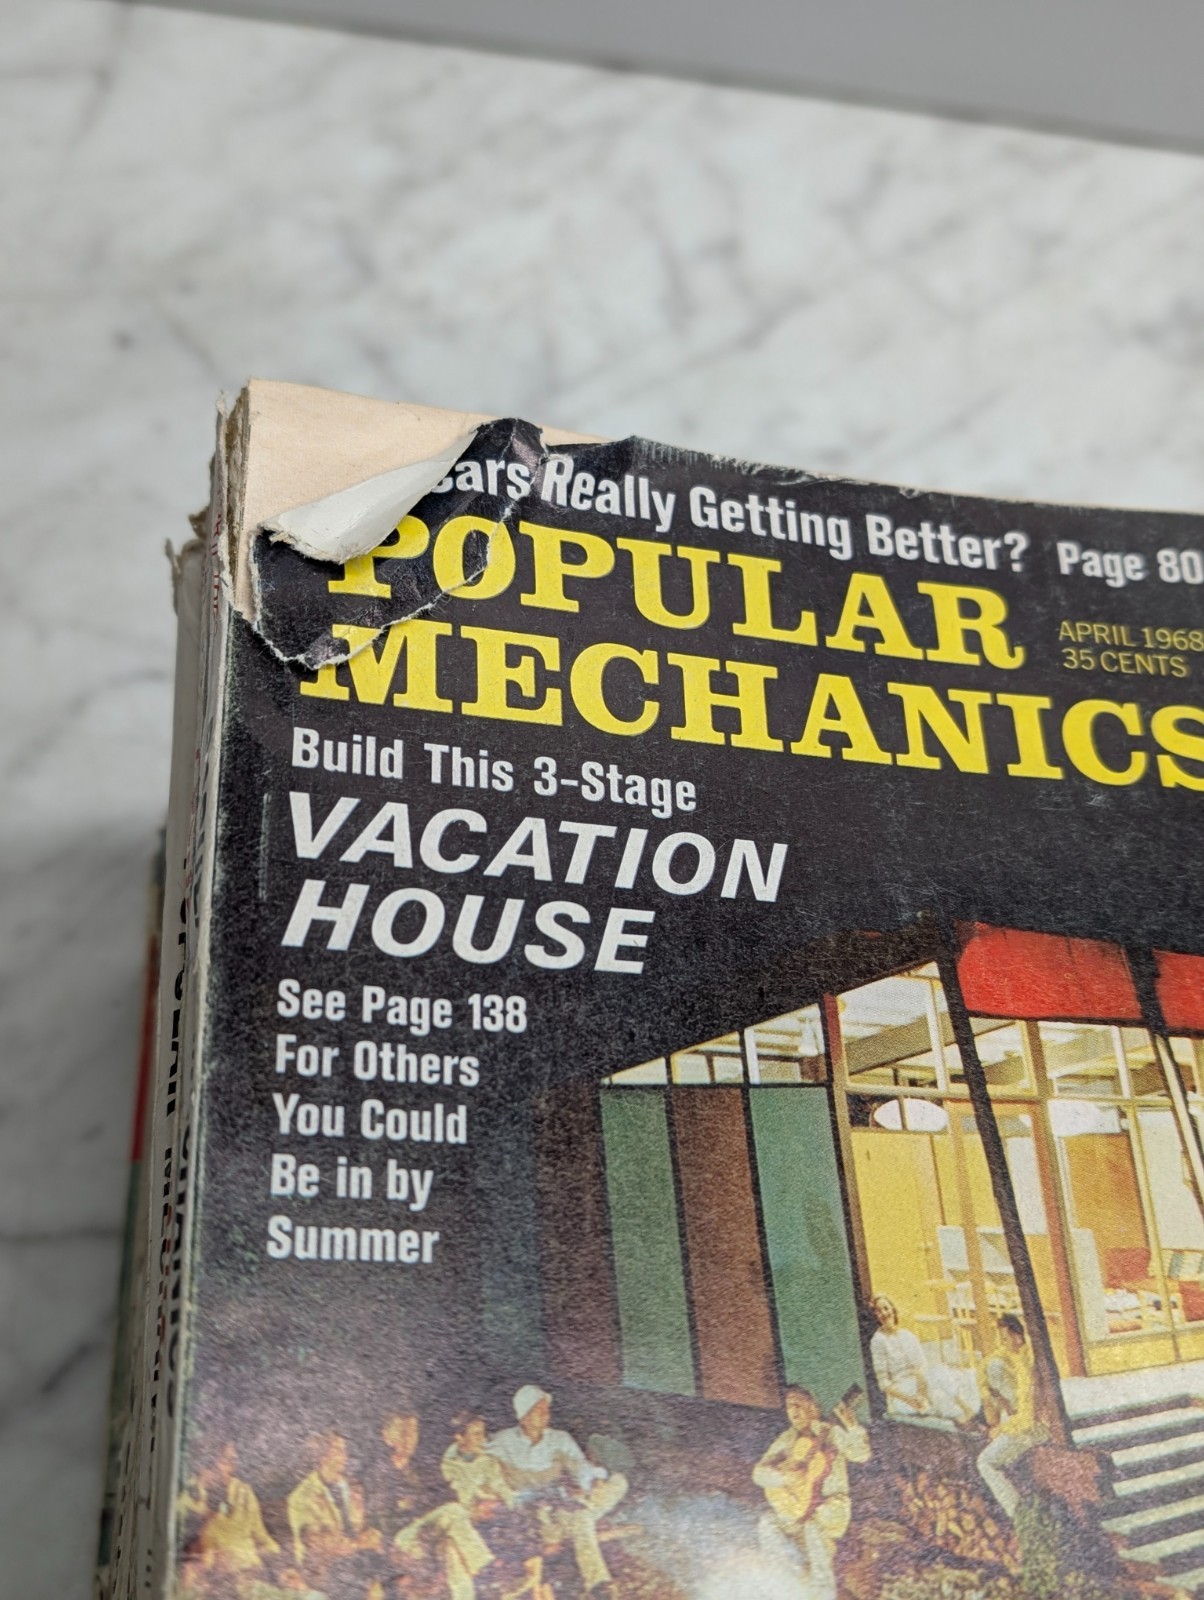 Really Getting Better? Page 80
POPULAR
MECHANICS
APRIL 1968
35 CENTS
Build This 3-Stage
VACATION
HOUSE
See Page 138
For Others
You Could
Be in by
Summer